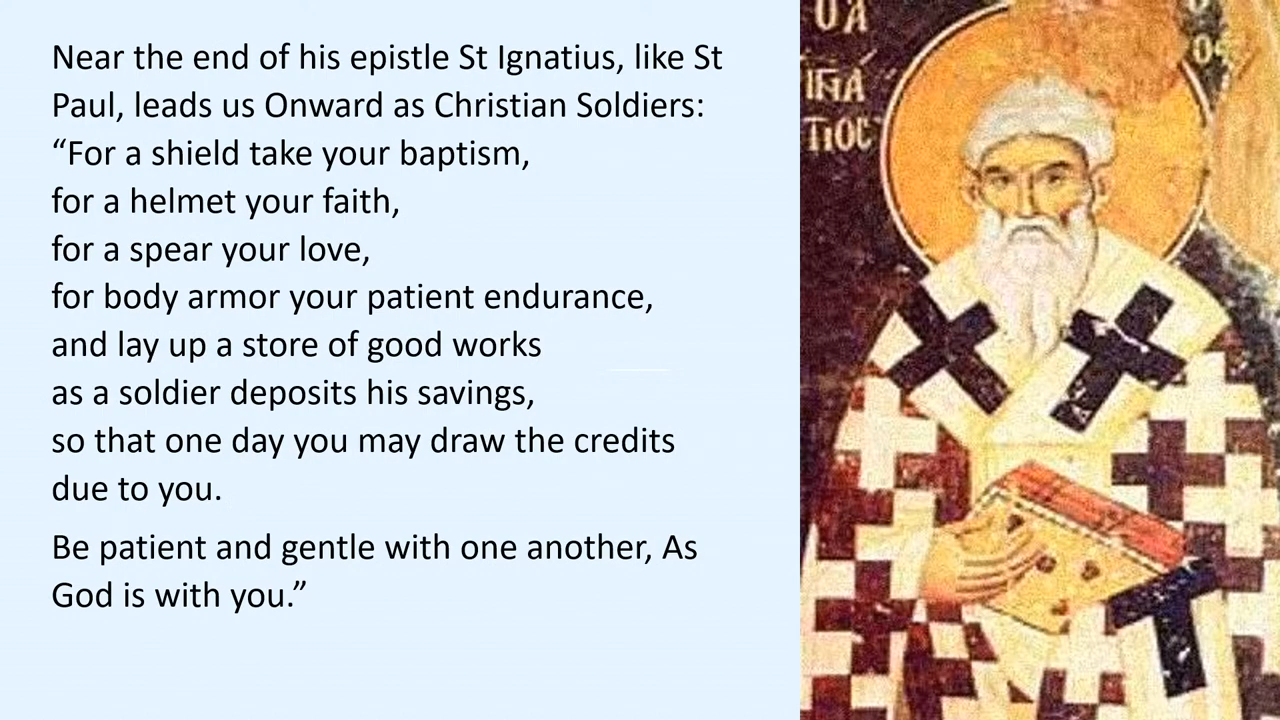 Near the end of his epistle St Ignatius, like St
Paul, leads us Onward as Christian Soldiers:
“For a shield take your baptism,
for a helmet your faith,
for a spear your love,
for body armor your patient endurance,
and lay up a store of good works
as a soldier deposits his savings,
so that one day you may draw the credits
due to you.
Be patient and gentle with one another, As
God is with you.”